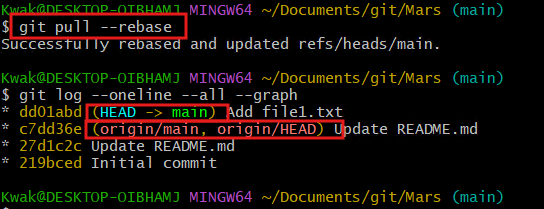 Kwak@DESKTOP-OIBHAMJ MINGW64 ~/Documents/git/Mars (main)
$ git pull --rebase
Successfully rebased and updated refs/heads/main.
Kwak@DESKTOP-OIBHAMJ MINGW64 ~/Documents/git/Mars (main)
$ git log --oneline --all --graph
* dd01abd (HEAD -> main) Add file1.txt
* c7dd36e (origin/main, origin/HEAD) Update README.md
* 27d1c2c Update README.md
* 219bced Initial commit
Kwak@DESKTOP-OIBHAMJ MINGW64 ~/Documents/git/Mars (main)